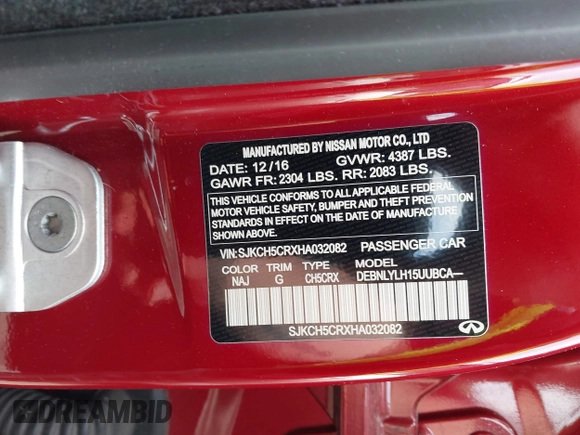 MANUFACTURED BY NISSAN MOTOR CO., LTD
DATE: 12/16 GVWR: 4387 LBS.
GAWR FR: 2304 LBS. RR: 2083 LBS.
THIS VEHICLE CONFORMS TO ALL APPLICABLE FEDERAL
MOTOR VEHICLE SAFETY, BUMPER AND THEFT PREVENTION
STANDARDS IN EFFECT ON THE DATE OF MANUFACTURE
SHOWN ABOVE.
VIN: SJKCH5CRXHA032082 PASSENGER CAR
COLOR TRIM TYPE MODEL
NAJ G CH5CRX DEBNLYLH15UUBCA—
SJKCH5CRXHA032082
DREAMBID